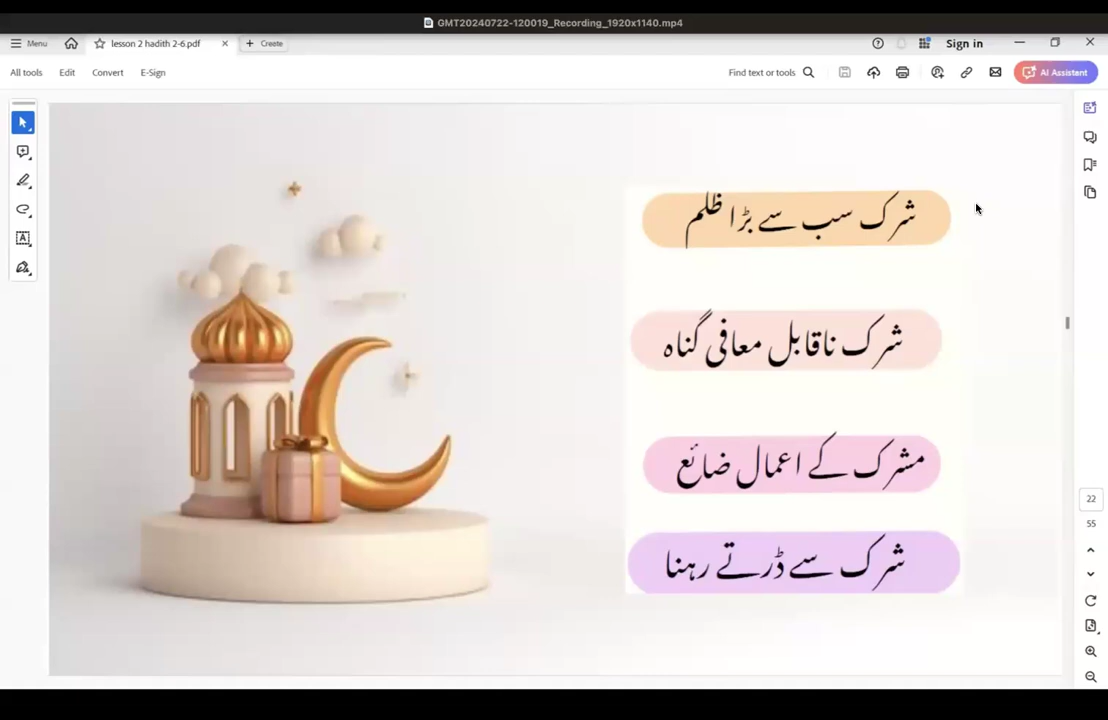 GMT20240722-120019_Recording_1920x1140.mp4
Menu
lesson 2 hadith 2-6.pdf
Create
Sign in
All tools Edit Convert E-Sign
Find text or tools
AI Assistant
شرک سب سے بڑا ظلم
شرک ناقابل معافی گناہ
مشرک کے اعمال ضائع
شرک سے ڈرتے رہنا
22
55